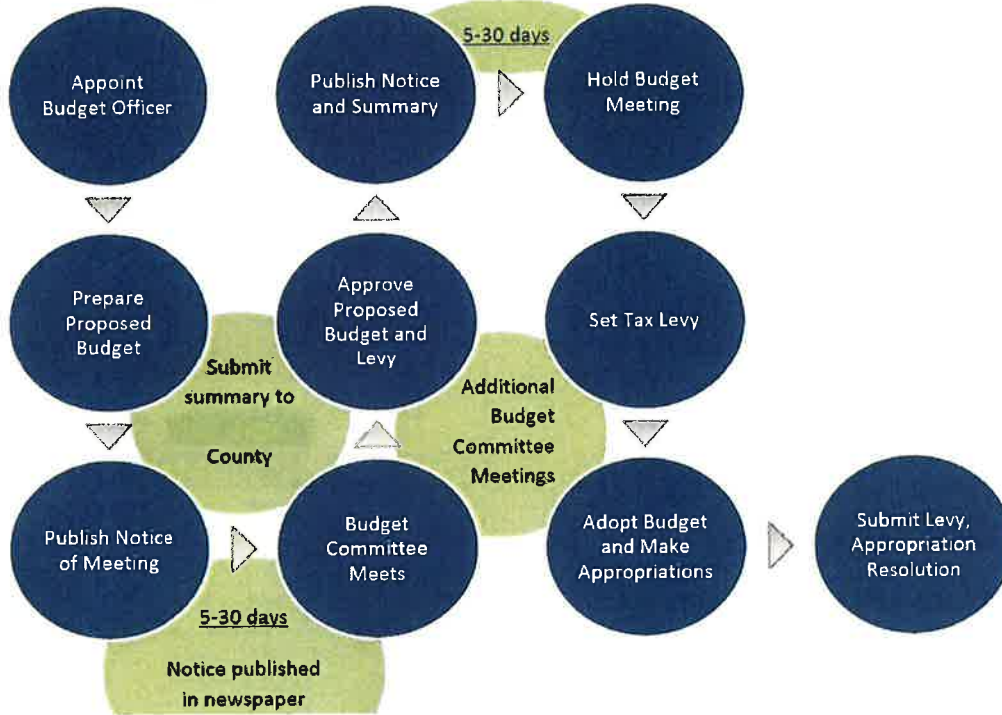 Appoint
Budget Officer
Prepare
Proposed
Budget
Publish Notice
of Meeting
5-30 days
Notice published
in newspaper
Submit
summary to
County
Budget
Committee
Meets
Additional
Budget
Committee
Meetings
Approve
Proposed
Budget and
Levy
Publish Notice
and Summary
5-30 days
Hold Budget
Meeting
Set Tax Levy
Adopt Budget
and Make
Appropriations
Submit Levy,
Appropriation
Resolution